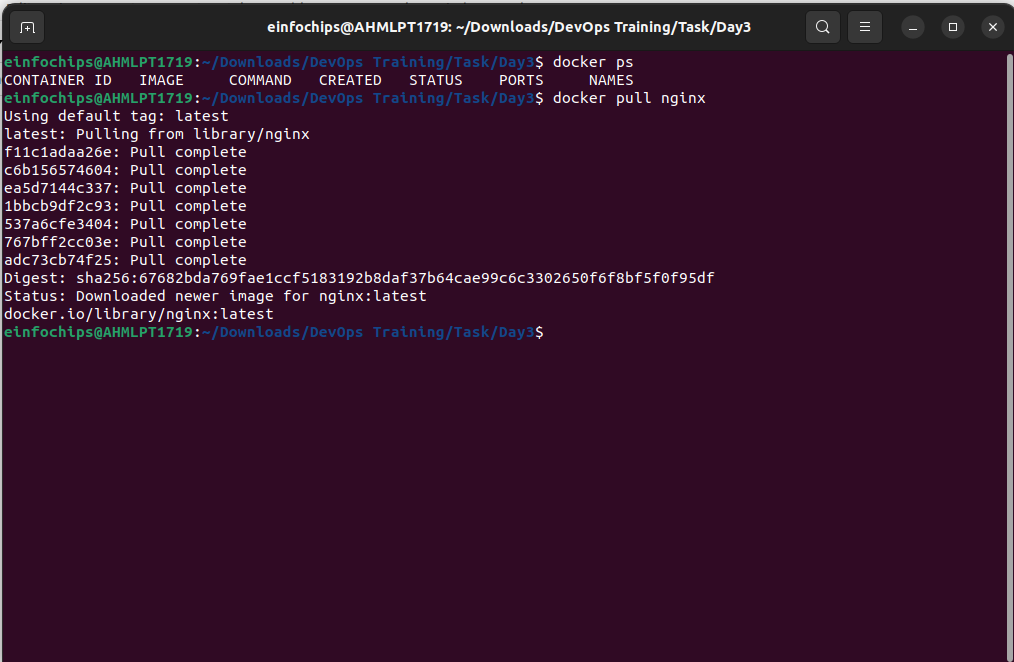 einfochips@AHMLPT1719: ~/Downloads/DevOps Training/Task/Day3
einfochips@AHMLPT1719:~/Downloads/DevOps Training/Task/Day3$ docker ps
CONTAINER ID   IMAGE     COMMAND   CREATED   STATUS    PORTS     NAMES
einfochips@AHMLPT1719:~/Downloads/DevOps Training/Task/Day3$ docker pull nginx
Using default tag: latest
latest: Pulling from library/nginx
f11c1adaa26e: Pull complete
c6b156574604: Pull complete
ea5d7144c337: Pull complete
1bbcb9df2c93: Pull complete
537a6cfe3404: Pull complete
767bff2cc03e: Pull complete
adc73cb74f25: Pull complete
Digest: sha256:67682bda769fae1ccf5183192b8daf37b64cae99c6c3302650f6f8bf5f0f95df
Status: Downloaded newer image for nginx:latest
docker.io/library/nginx:latest
einfochips@AHMLPT1719:~/Downloads/DevOps Training/Task/Day3$